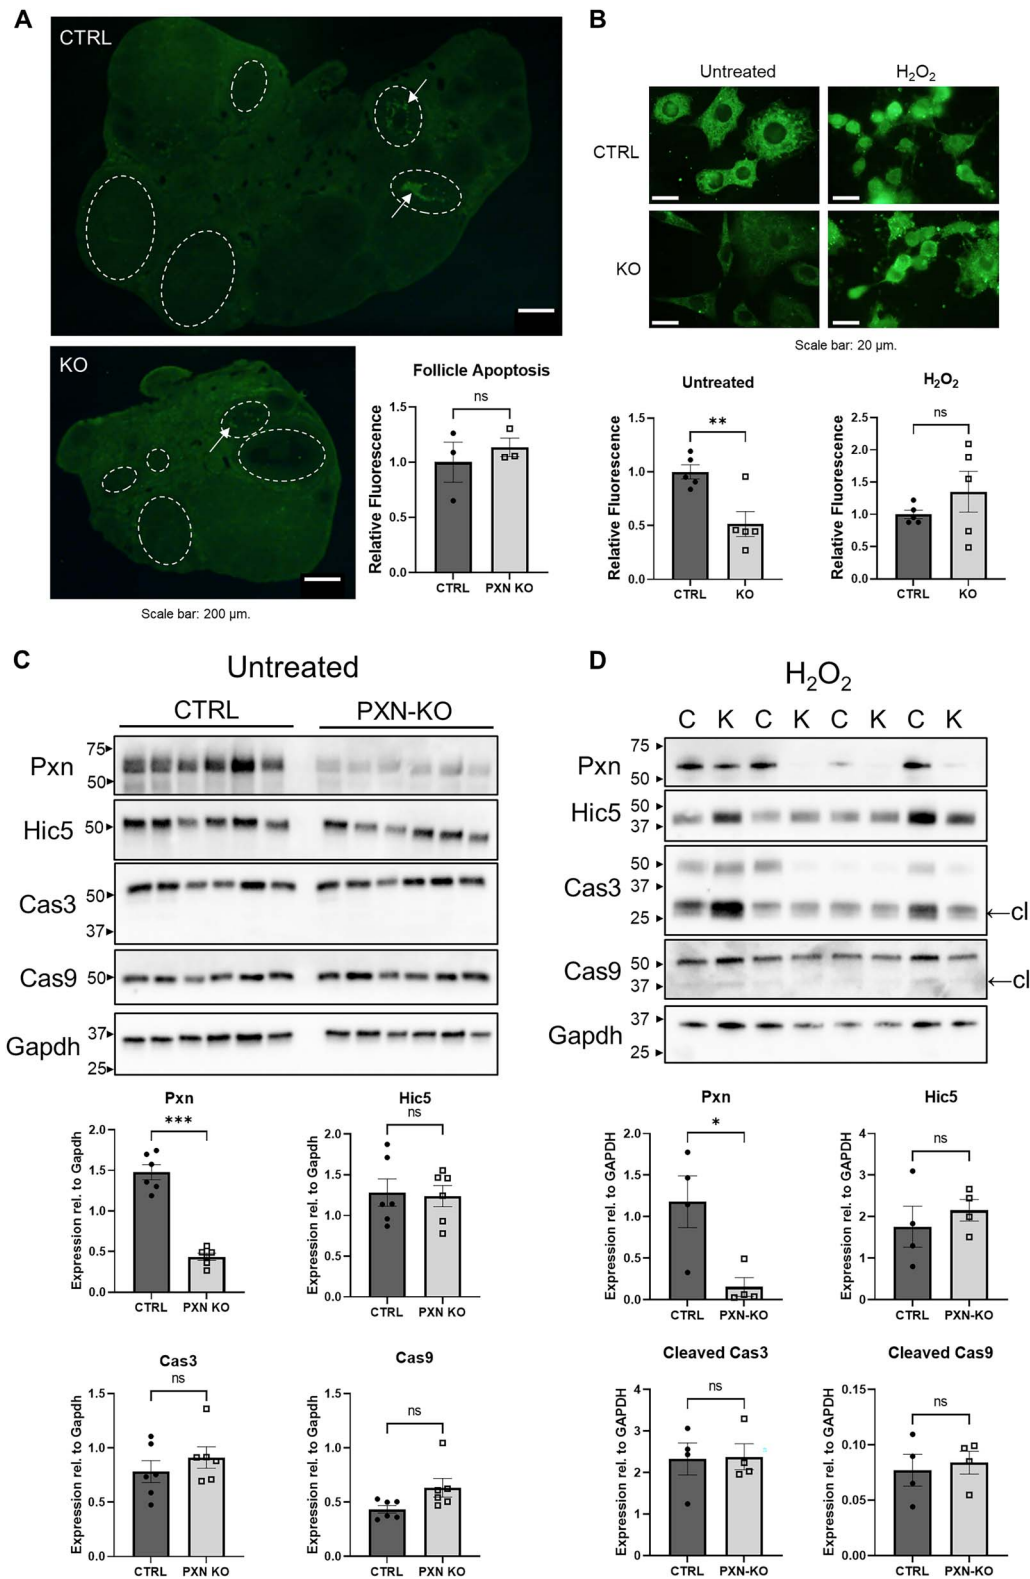 A
CTRL
KO
Scale bar: 200 µm.
Follicle Apoptosis
ns
Relative Fluorescence
1.5
1.0
0.5
0.0
CTRL PXN KO
B
Untreated H₂O₂
CTRL
KO
Scale bar: 20 µm.
Untreated
**
Relative Fluorescence
1.5
1.0
0.5
0.0
CTRL KO
H₂O₂
ns
Relative Fluorescence
2.5
2.0
1.5
1.0
0.5
0.0
CTRL KO
C
Untreated
CTRL PXN-KO
Pxn 75 50
Hic5 50
Cas3 50 37
Cas9 50
Gapdh 37 25
Pxn
***
Expression rel. to Gapdh
2.0
1.5
1.0
0.5
0.0
CTRL PXN KO
Hic5
ns
Expression rel. to Gapdh
2.0
1.5
1.0
0.5
0.0
CTRL PXN KO
Cas3
ns
Expression rel. to Gapdh
1.5
1.0
0.5
0.0
CTRL PXN KO
Cas9
ns
Expression rel. to Gapdh
1.5
1.0
0.5
0.0
CTRL PXN KO
D
H₂O₂
C K C K C K C K
Pxn 75 50
Hic5 50 37
Cas3 50 37 25 ←cl
Cas9 50 37 ←cl
Gapdh 37 25
Pxn
*
Expression rel. to GAPDH
2.0
1.5
1.0
0.5
0.0
CTRL PXN-KO
Hic5
ns
Expression rel. to GAPDH
4
3
2
1
0
CTRL PXN-KO
Cleaved Cas3
ns
Expression rel. to GAPDH
4
3
2
1
0
CTRL PXN-KO
Cleaved Cas9
ns
Expression rel. to GAPDH
0.15
0.10
0.05
0.00
CTRL PXN-KO